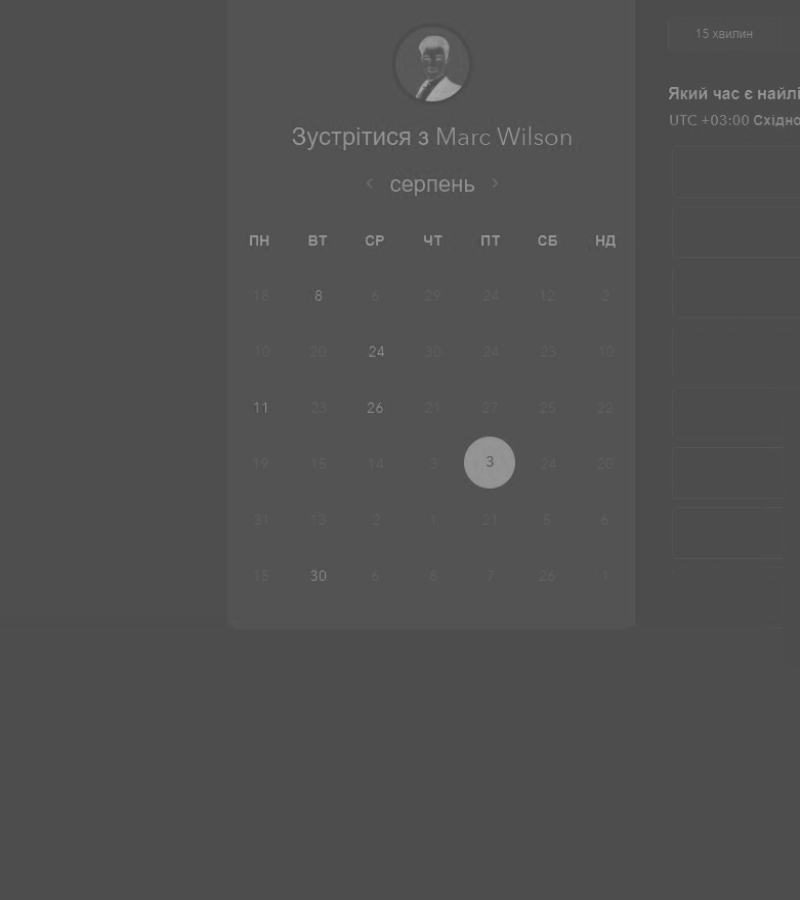 15 хвилин
Зустрітися з Marc Wilson
серпень
Який час є найлі
UTC +03:00 Східно
ПН ВТ СР ЧТ ПТ СБ НД
18 8 6 29 24 12 2
10 20 24 30 24 23 10
11 23 26 21 27 25 22
19 15 14 3 3 24 20
31 13 2 1 21 5 6
15 30 6 8 7 26 1